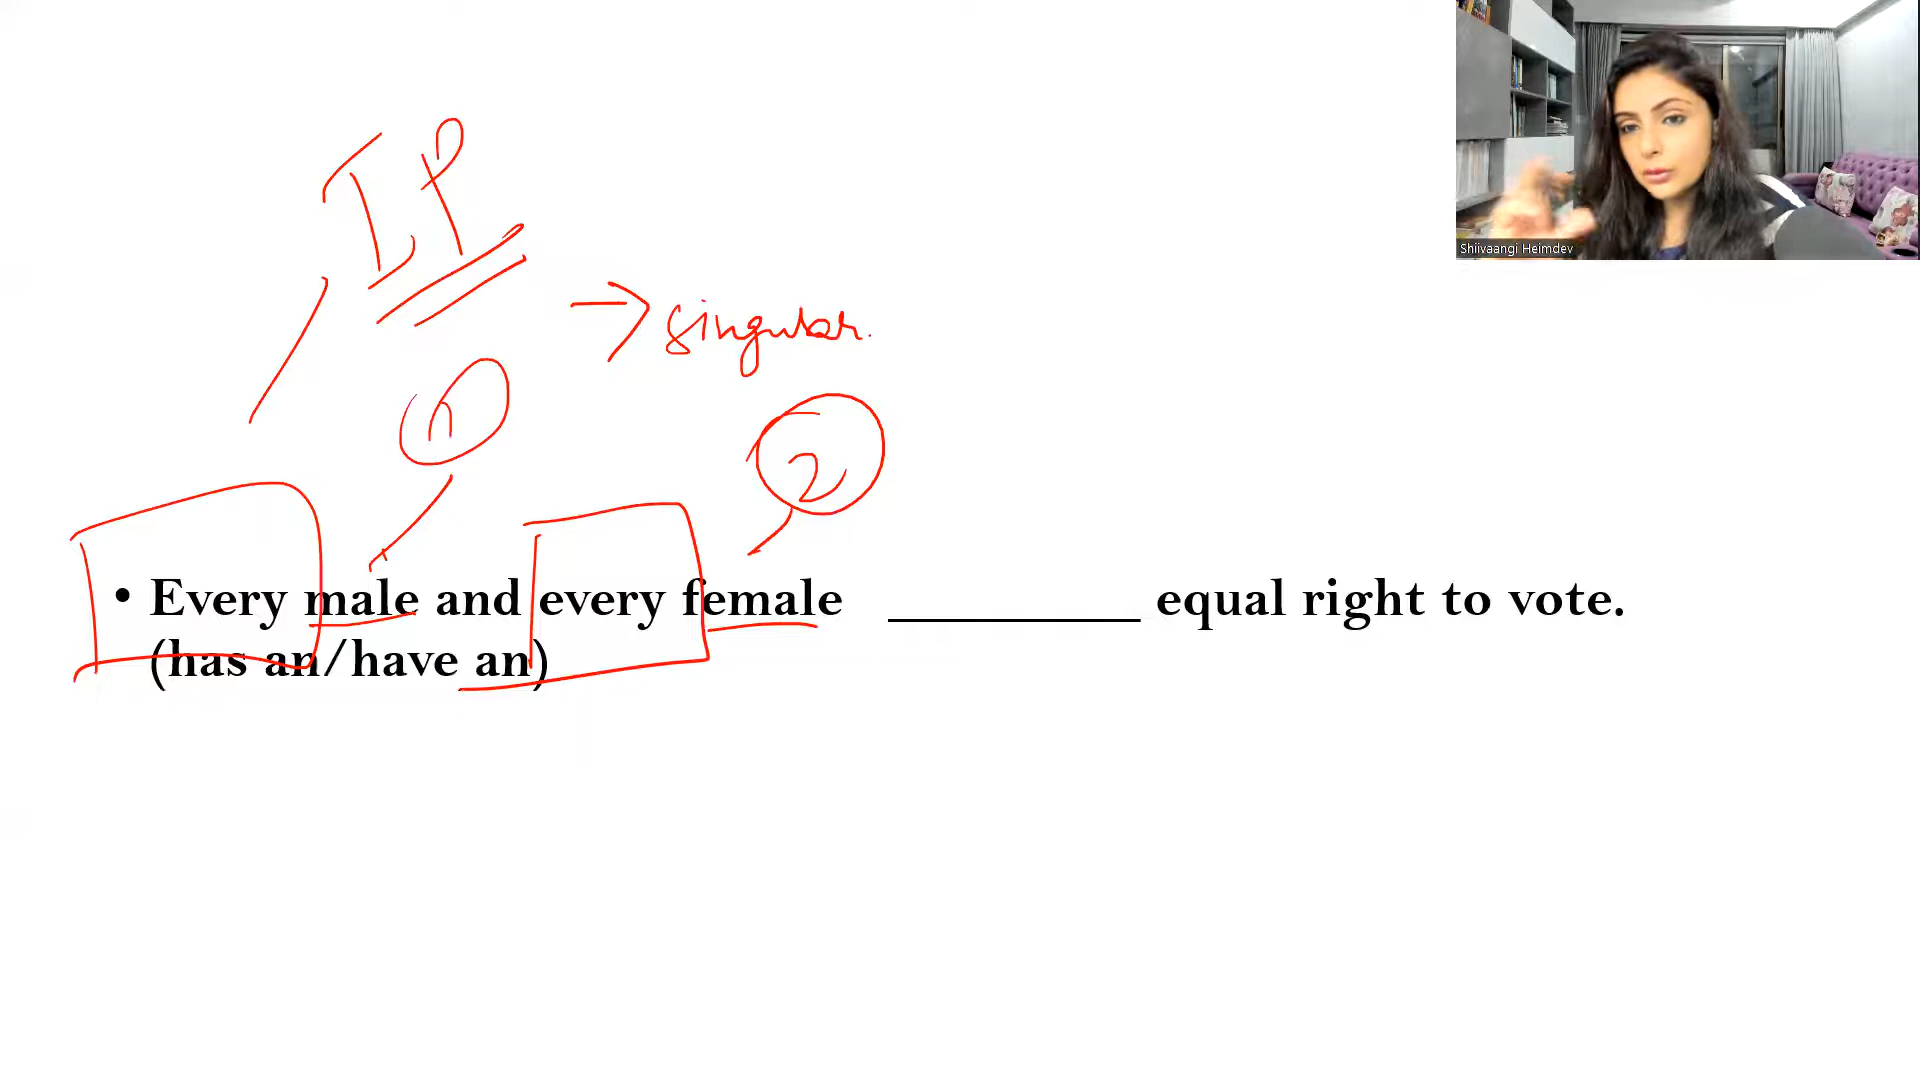 Shiivaangi Heimdev
IP
→ singular.
1
2
• Every male and every female __________ equal right to vote.
(has an/have an)